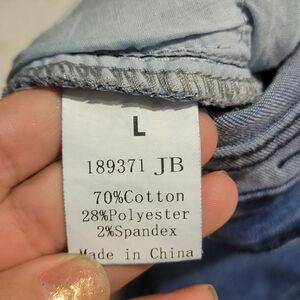 L
189371 JB
70%Cotton
28%Polyester
2%Spandex
Made in China